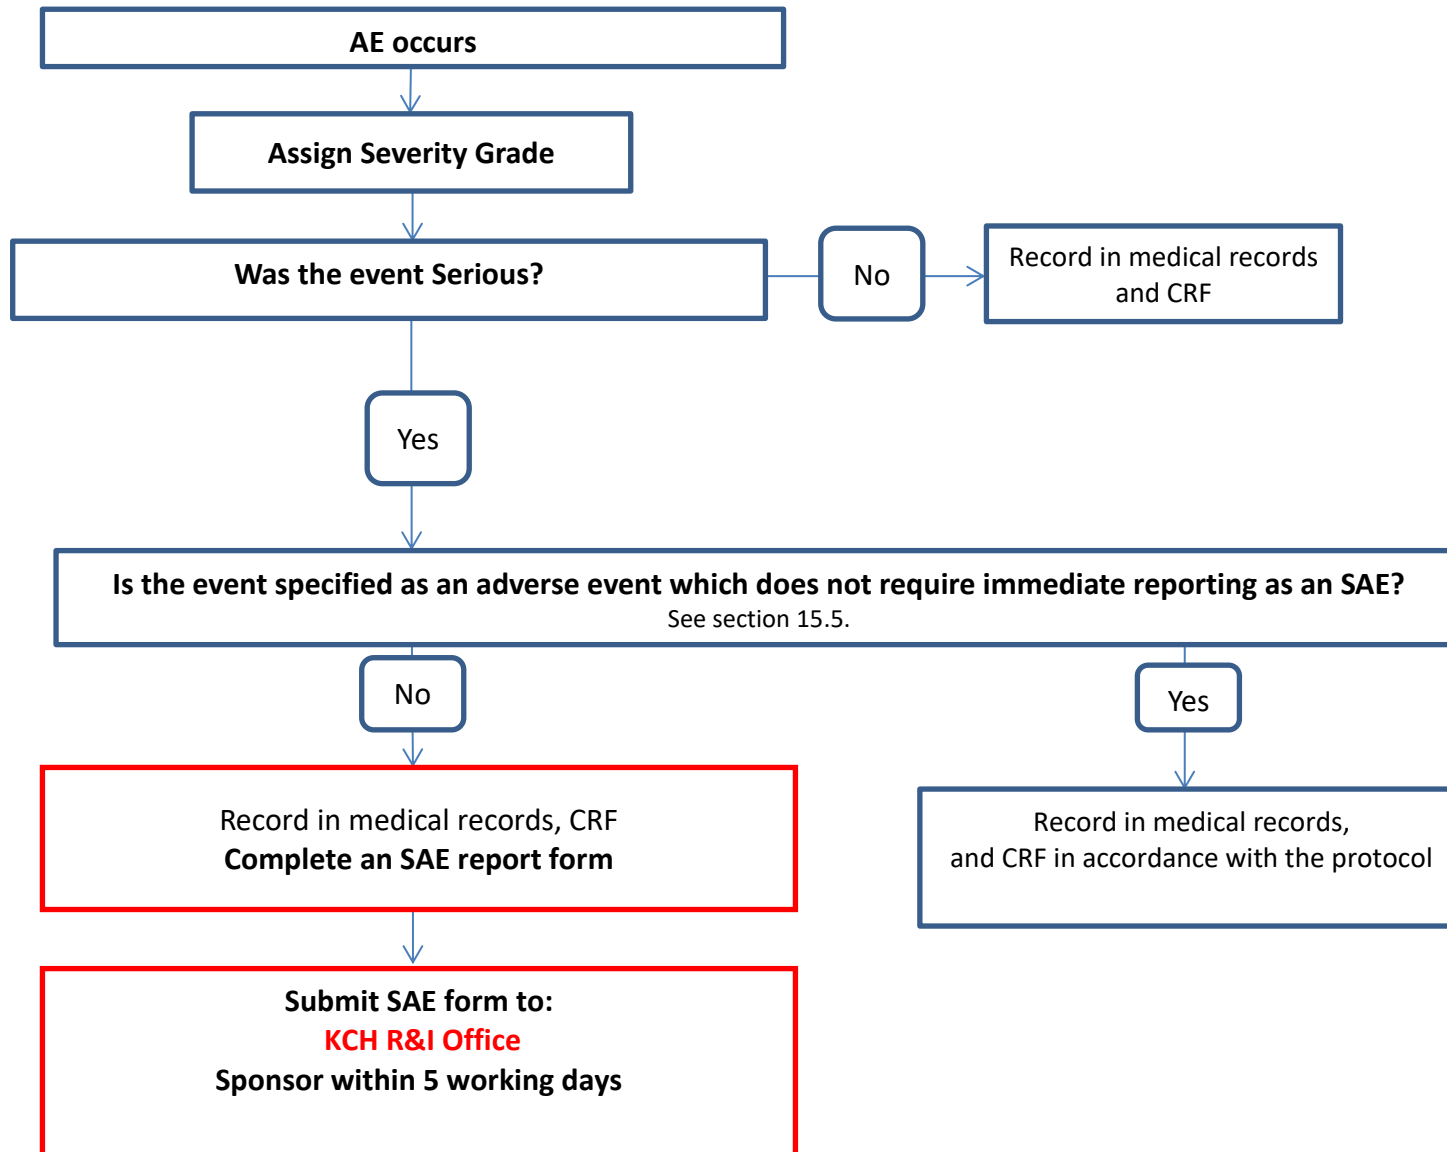 AE occurs
Assign Severity Grade
Was the event Serious?
No
Record in medical records
and CRF
Yes
Is the event specified as an adverse event which does not require immediate reporting as an SAE?
See section 15.5.
No
Yes
Record in medical records, CRF
Complete an SAE report form
Record in medical records,
and CRF in accordance with the protocol
Submit SAE form to:
KCH R&I Office
Sponsor within 5 working days